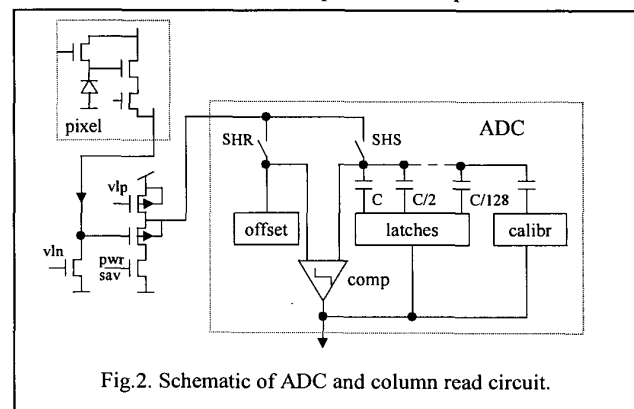 pixel
SHR
SHS
ADC
vlp
C
C/2
C/128
offset
latches
calibr
vln
pwr
sav
comp
Fig.2. Schematic of ADC and column read circuit.